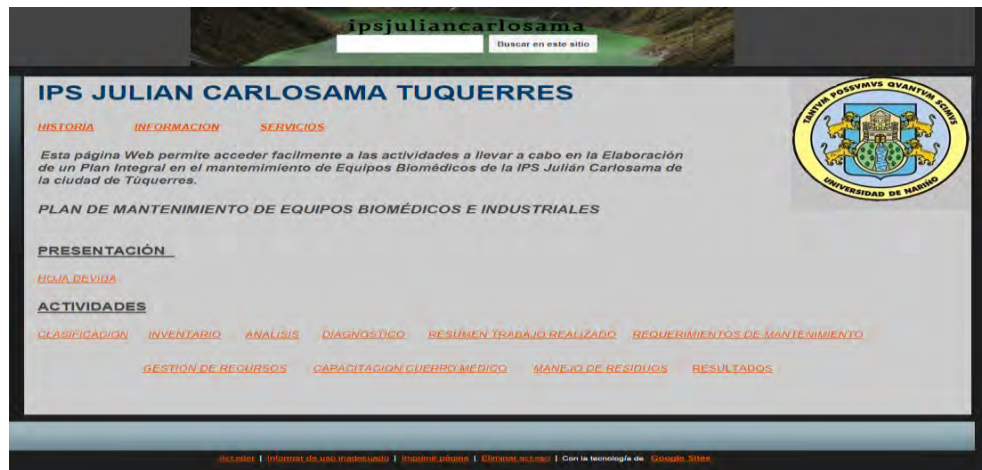 ipsjuliancarlosama
Buscar en este sitio
IPS JULIAN CARLOSAMA TUQUERRES
HISTORIA INFORMACION SERVICIOS
TANTVM POSSVMVS QVANTVM SCIMVS
UNIVERSIDAD DE NARIÑO
Esta página Web permite acceder facilmente a las actividades a llevar a cabo en la Elaboración
de un Plan Integral en el mantemimiento de Equipos Biomédicos de la IPS Julián Carlosama de
la ciudad de Túquerres.
PLAN DE MANTENIMIENTO DE EQUIPOS BIOMÉDICOS E INDUSTRIALES
PRESENTACIÓN
HOJA DEVIDA
ACTIVIDADES
CLASIFICACION INVENTARIO ANALISIS DIAGNOSTICO RESUMEN TRABAJO REALIZADO REQUERIMIENTOS DE MANTENIMIENTO
GESTION DE RECURSOS CAPACITACION CUERPO MEDICO MANEJO DE RESIDUOS RESULTADOS
Acceder | Informar de uso inadecuado | Imprimir página | Eliminar acceso | Con la tecnología de Google Sites